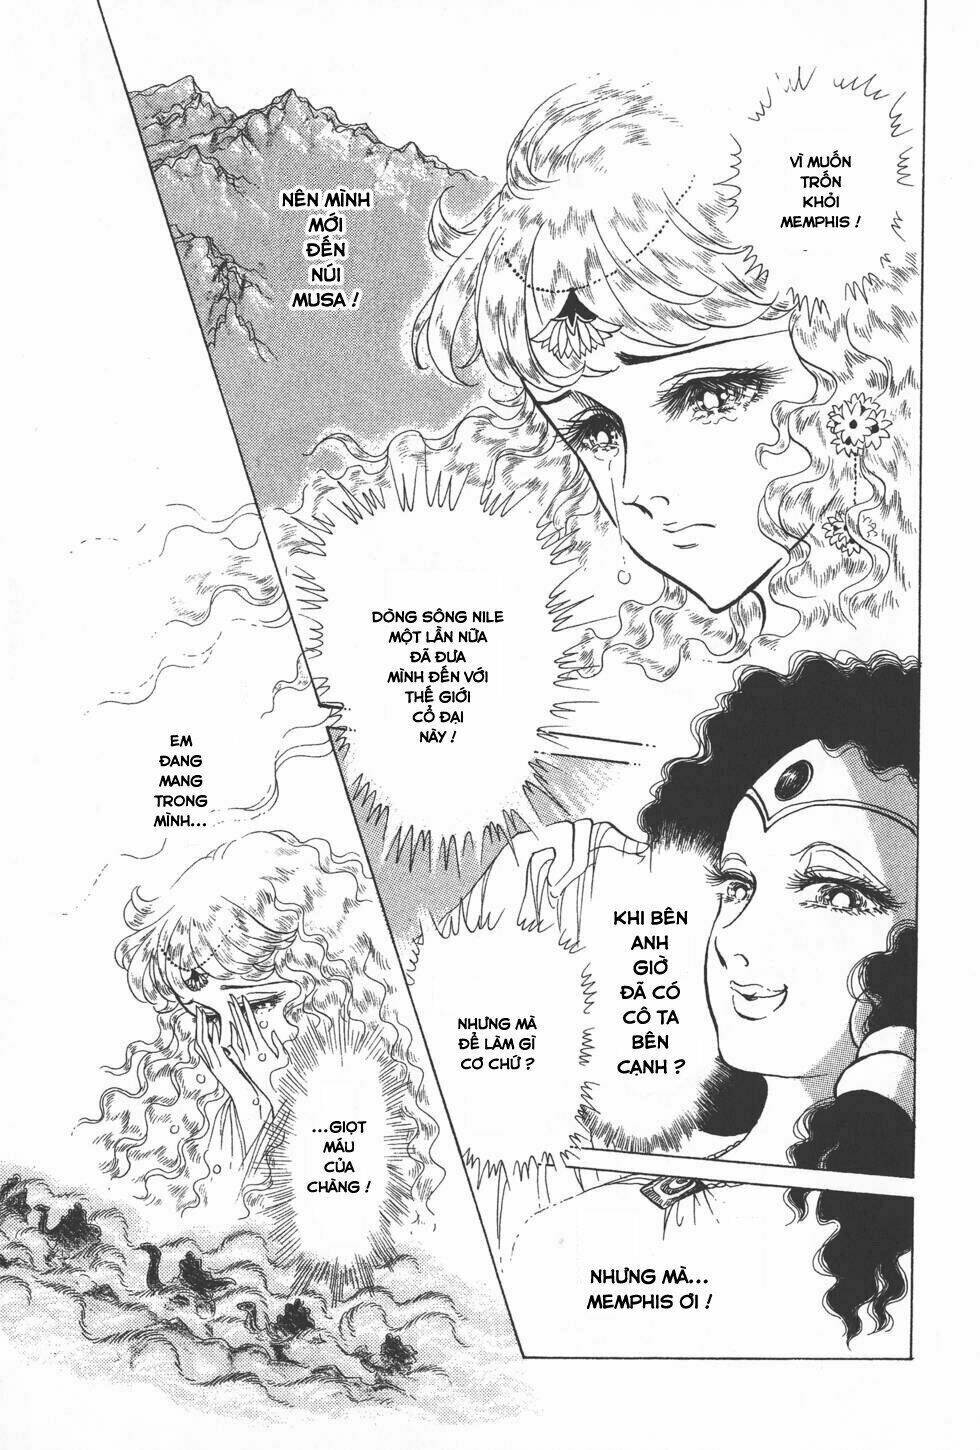 VÌ MUỐN
TRỐN
KHỎI
MEMPHIS !
NÊN MÌNH
MỚI
ĐẾN
NÚI
MUSA !
DÒNG SÔNG NILE
MỘT LẦN NỮA
ĐÃ ĐƯA
MÌNH ĐẾN VỚI
THẾ GIỚI
CỔ ĐẠI
NÀY !
KHI BÊN
ANH
GIỜ
ĐÃ CÓ
CÔ TA
BÊN
CẠNH ?
NHƯNG MÀ
ĐỂ LÀM GÌ
CƠ CHỨ ?
NHƯNG MÀ...
MEMPHIS ƠI !
EM
ĐANG
MANG
TRONG
MÌNH...
...GIỌT
MÁU
CỦA
CHÀNG !